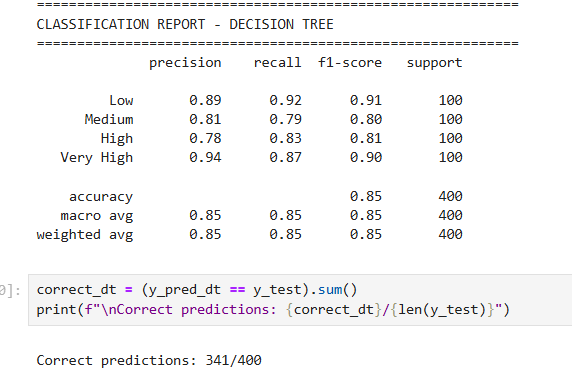 ============================================================
CLASSIFICATION REPORT - DECISION TREE
============================================================
precision recall f1-score support
Low 0.89 0.92 0.91 100
Medium 0.81 0.79 0.80 100
High 0.78 0.83 0.81 100
Very High 0.94 0.87 0.90 100
accuracy 0.85 400
macro avg 0.85 0.85 0.85 400
weighted avg 0.85 0.85 0.85 400
0]: correct_dt = (y_pred_dt == y_test).sum()
print(f"\nCorrect predictions: {correct_dt}/{len(y_test)}")
Correct predictions: 341/400